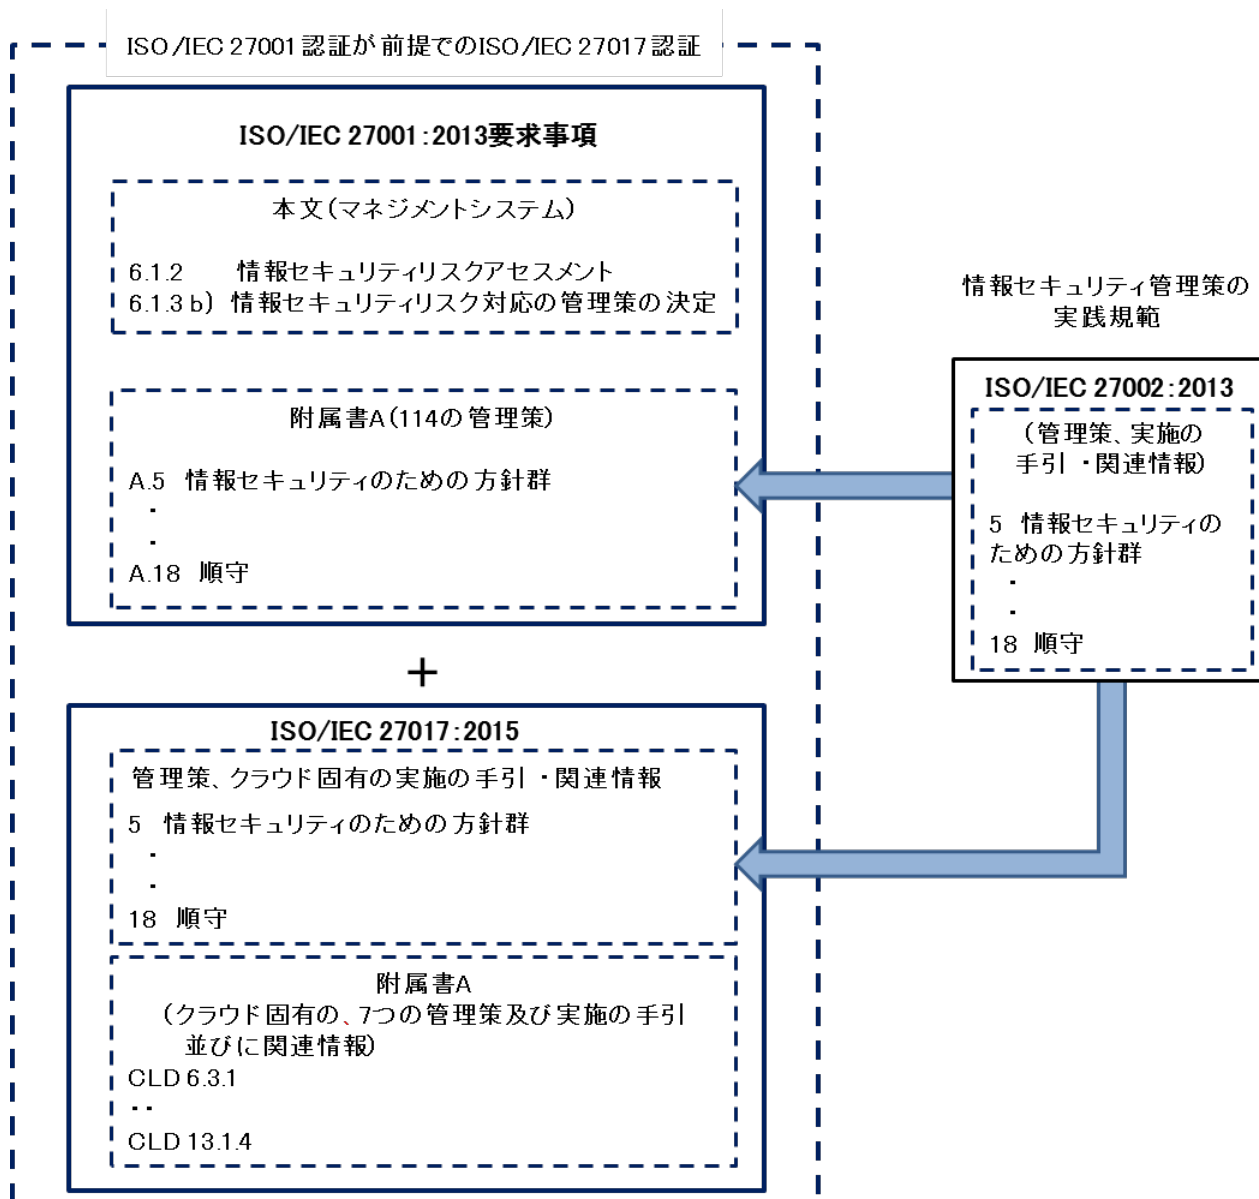 ISO/IEC 27001認証が前提でのISO/IEC 27017認証
ISO/IEC 27001:2013要求事項
本文(マネジメントシステム)
6.1.2 情報セキュリティリスクアセスメント
6.1.3 b) 情報セキュリティリスク対応の管理策の決定
附属書A(114の管理策)
A.5 情報セキュリティのための方針群
・
・
A.18 順守
+
ISO/IEC 27017:2015
管理策、クラウド固有の実施の手引・関連情報
5 情報セキュリティのための方針群
・
・
18 順守
附属書A
(クラウド固有の、7つの管理策及び実施の手引
並びに関連情報)
CLD 6.3.1
・・
CLD 13.1.4
情報セキュリティ管理策の
実践規範
ISO/IEC 27002:2013
(管理策、実施の
手引・関連情報)
5 情報セキュリティの
ための方針群
・
・
18 順守